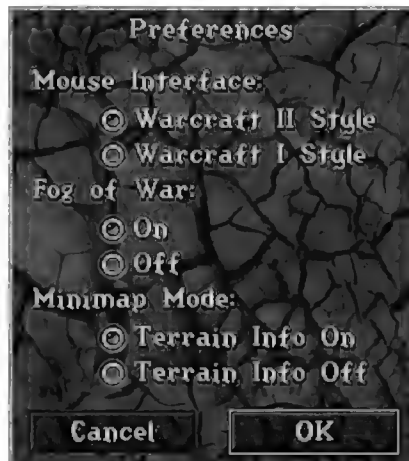 Preferences
Mouse Interface:
Warcraft II Style
Warcraft I Style
Fog of War:
On
Off
Minimap Mode:
Terrain Info On
Terrain Info Off
Cancel
OK